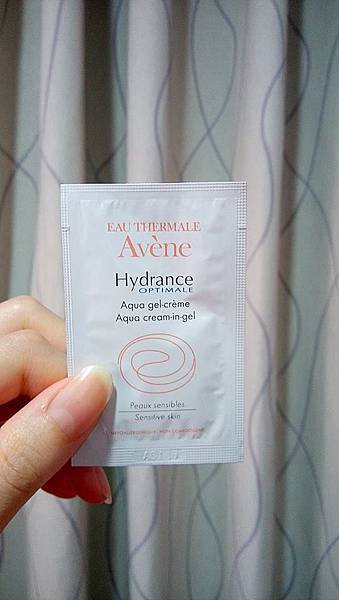 EAU THERMALE
Avène
Hydrance
OPTIMALE
Aqua gel-crème
Aqua cream-in-gel
Peaux sensibles
Sensitive skin